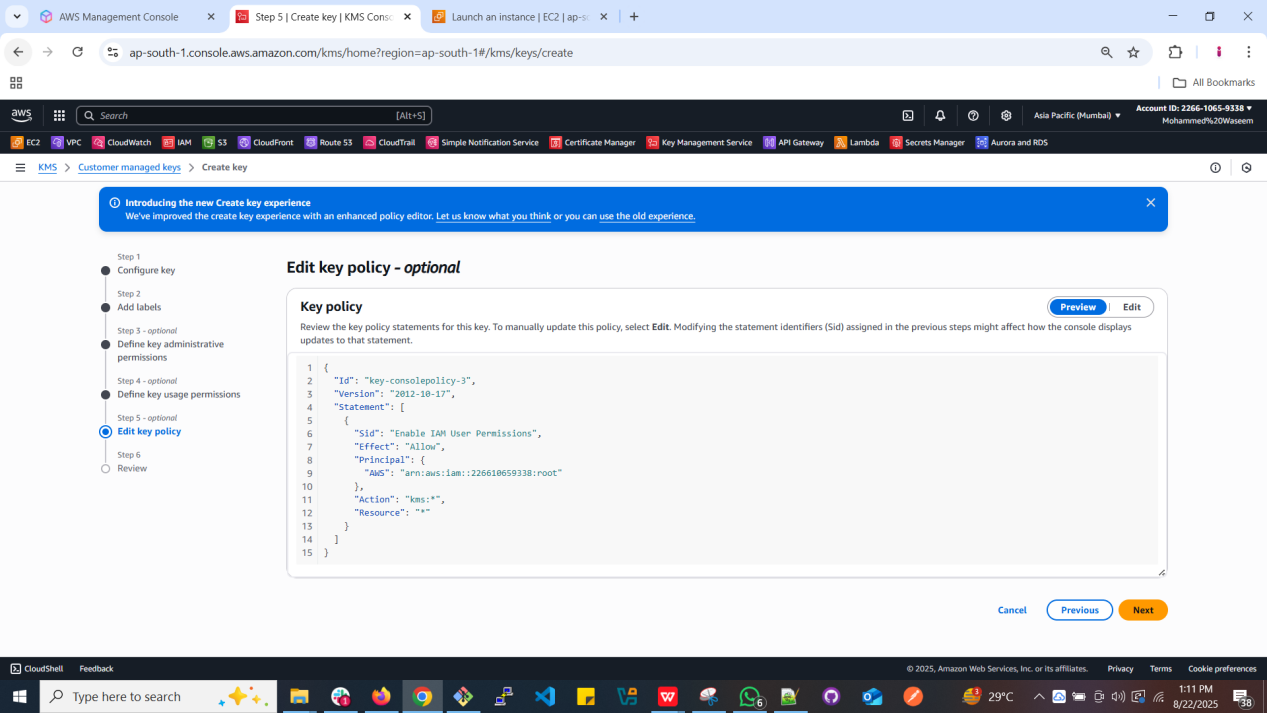 AWS Management Console
Step 5 | Create key | KMS Conso
Launch an instance | EC2 | ap-so
ap-south-1.console.aws.amazon.com/kms/home?region=ap-south-1#/kms/keys/create
All Bookmarks
aws
Search
[Alt+S]
Asia Pacific (Mumbai) ▼
Account ID: 2266-1065-9338 ▼
Mohammed%20Waseem
EC2 VPC CloudWatch IAM S3 CloudFront Route 53 CloudTrail Simple Notification Service Certificate Manager Key Management Service API Gateway Lambda Secrets Manager Aurora and RDS
KMS > Customer managed keys > Create key
Introducing the new Create key experience
We've improved the create key experience with an enhanced policy editor. Let us know what you think or you can use the old experience.
Step 1
Configure key
Step 2
Add labels
Step 3 - optional
Define key administrative
permissions
Step 4 - optional
Define key usage permissions
Step 5 - optional
Edit key policy
Step 6
Review
Edit key policy - optional
Key policy
Preview | Edit
Review the key policy statements for this key. To manually update this policy, select Edit. Modifying the statement identifiers (Sid) assigned in the previous steps might affect how the console displays
updates to that statement.
1 {
2 "Id": "key-consolepolicy-3",
3 "Version": "2012-10-17",
4 "Statement": [
5 {
6 "Sid": "Enable IAM User Permissions",
7 "Effect": "Allow",
8 "Principal": {
9 "AWS": "arn:aws:iam::226610659338:root"
10 },
11 "Action": "kms:*",
12 "Resource": "*"
13 }
14 ]
15 }
Cancel
Previous
Next
CloudShell Feedback
© 2025, Amazon Web Services, Inc. or its affiliates. Privacy Terms Cookie preferences
Type here to search
1
6
3
29°C
1:11 PM
8/22/2025
38